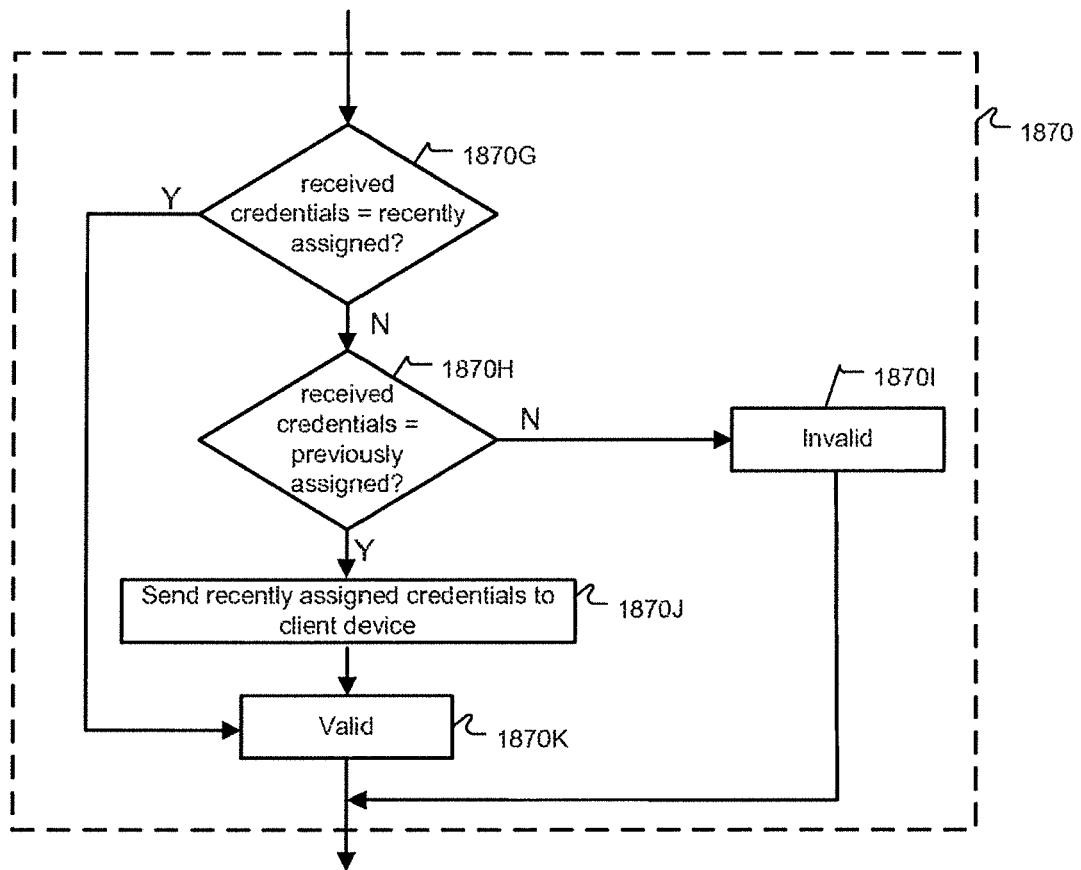 1870
1870G
Y
received
credentials = recently
assigned?
N
1870H
received
credentials =
previously
assigned?
N
1870I
Invalid
Y
Send recently assigned credentials to
client device
1870J
Valid
1870K